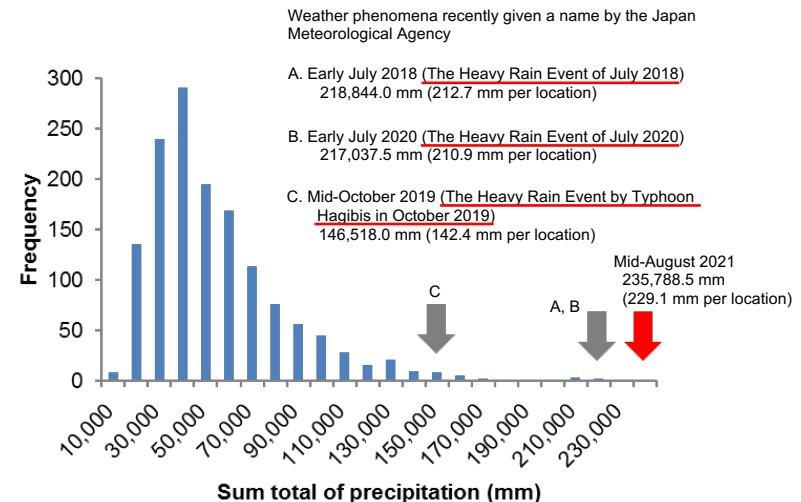 Weather phenomena recently given a name by the Japan
Meteorological Agency
A. Early July 2018 (The Heavy Rain Event of July 2018)
218,844.0 mm (212.7 mm per location)
B. Early July 2020 (The Heavy Rain Event of July 2020)
217,037.5 mm (210.9 mm per location)
C. Mid-October 2019 (The Heavy Rain Event by Typhoon
Hagibis in October 2019)
146,518.0 mm (142.4 mm per location)
Mid-August 2021
235,788.5 mm
(229.1 mm per location)
C
A, B
Frequency
300
250
200
150
100
50
0
10,000
30,000
50,000
70,000
90,000
110,000
130,000
150,000
170,000
190,000
210,000
230,000
Sum total of precipitation (mm)